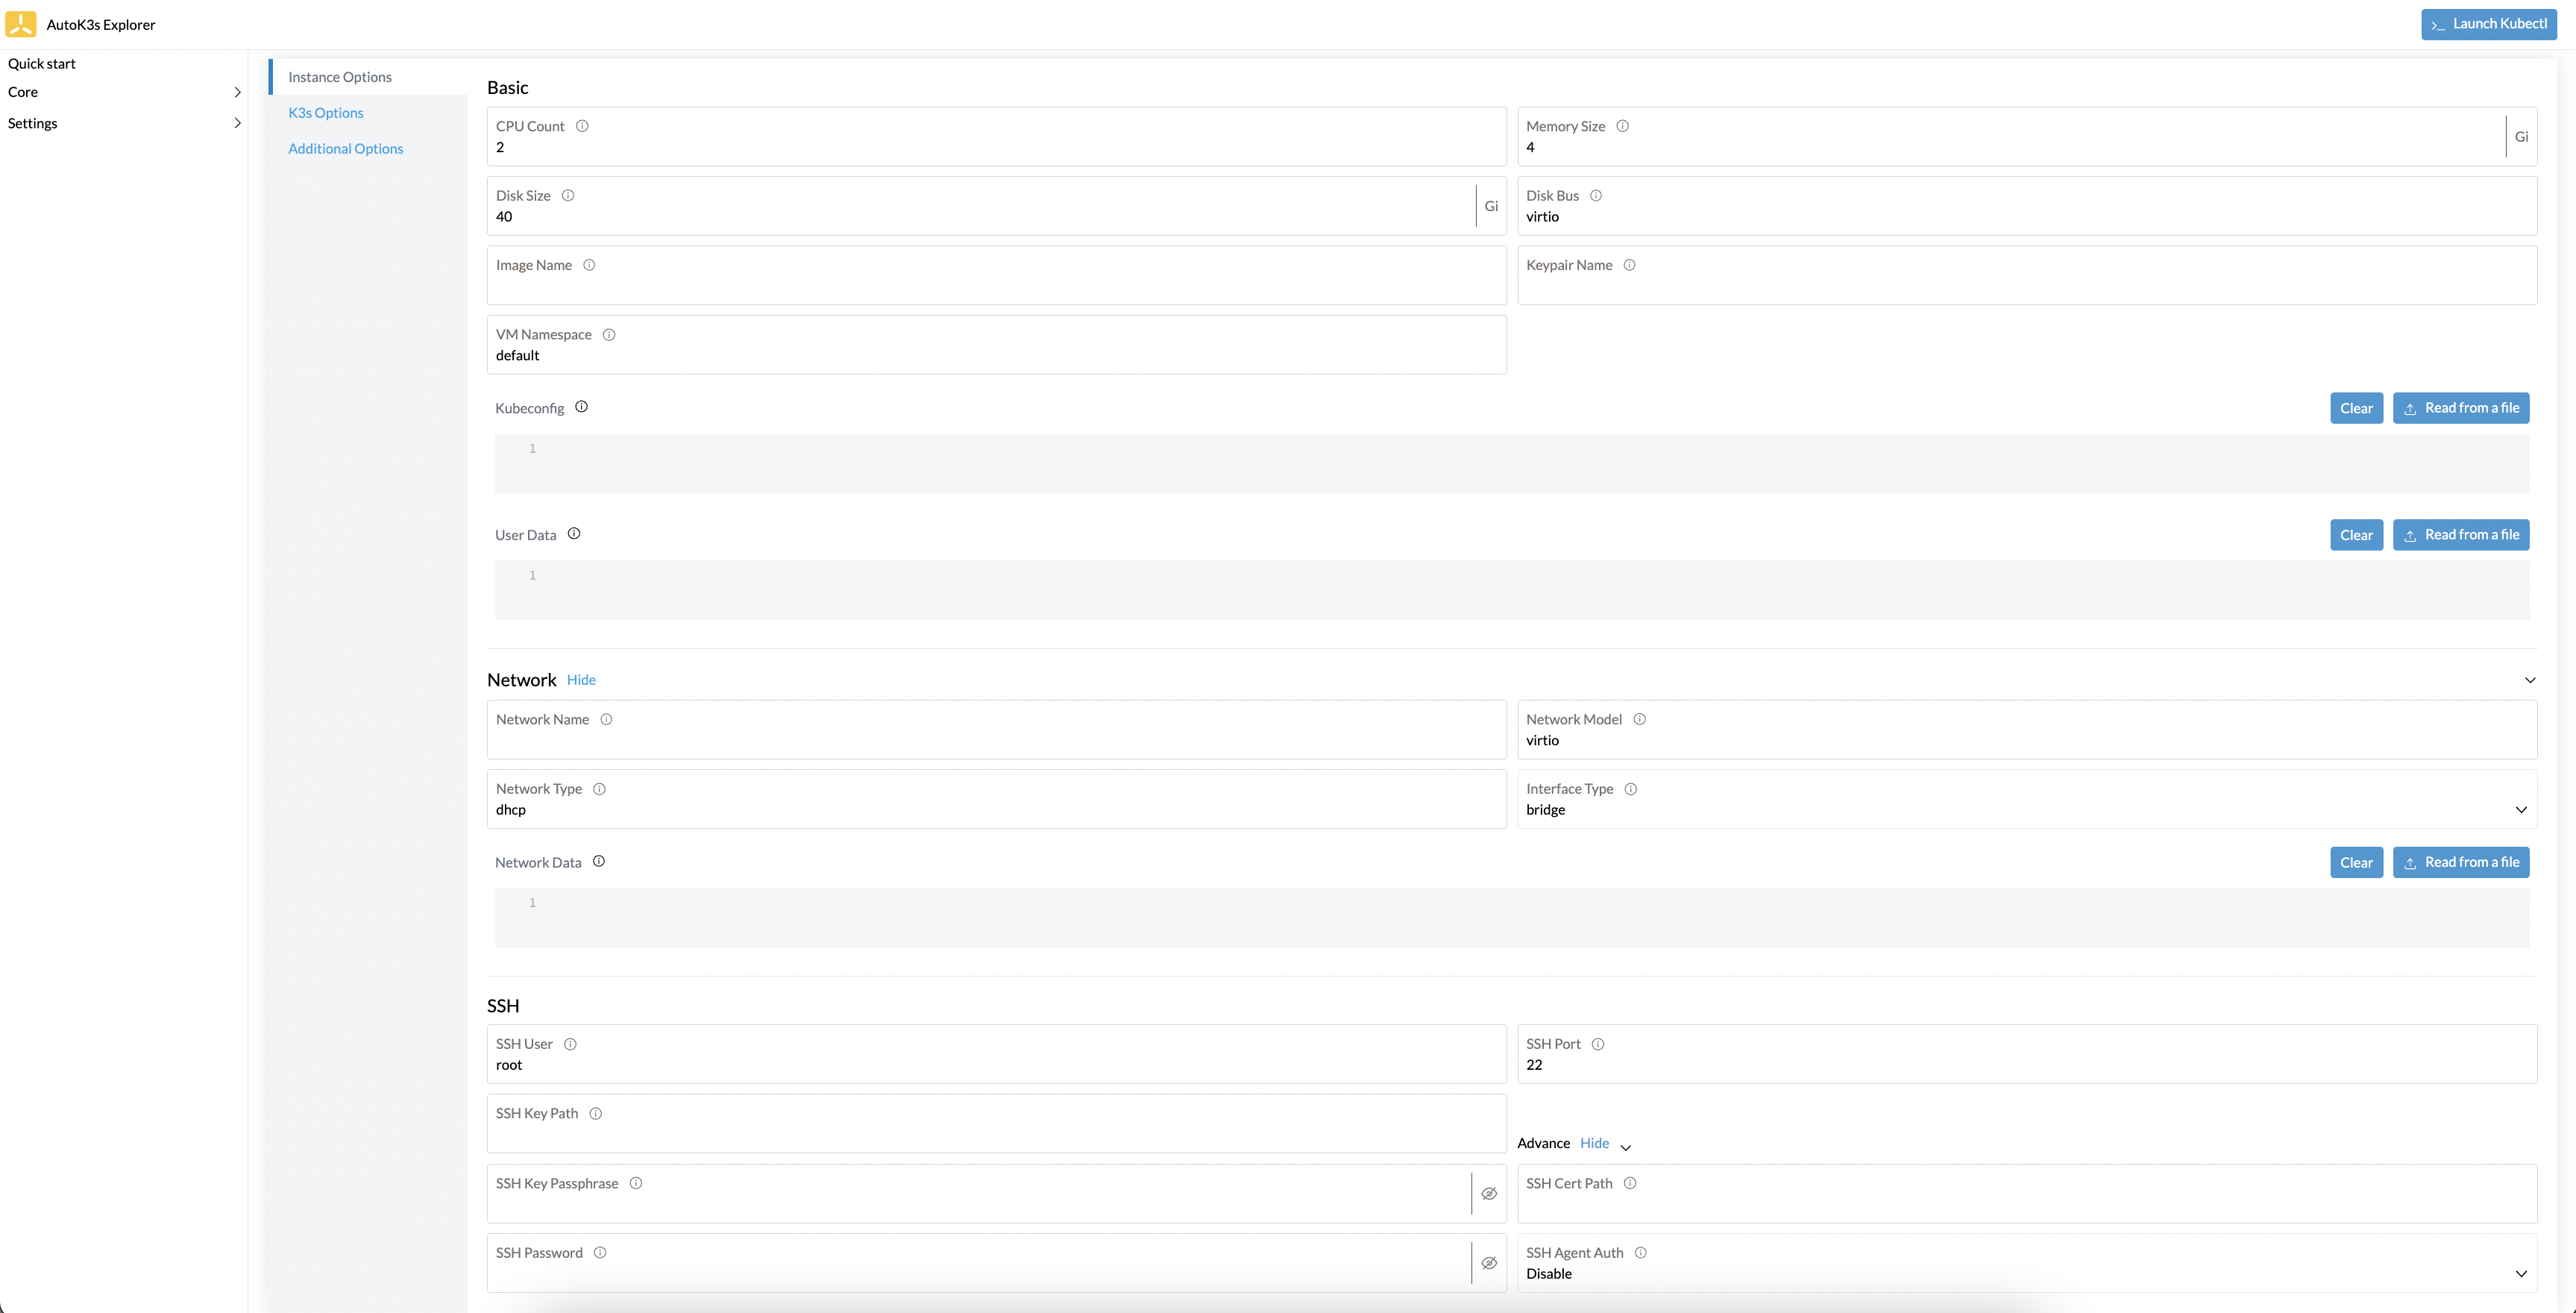 AutoK3s Explorer
Launch Kubectl
Quick start
Core
Settings
Instance Options
K3s Options
Additional Options
Basic
CPU Count
2
Memory Size
4
Gi
Disk Size
40
Gi
Disk Bus
virtio
Image Name
Keypair Name
VM Namespace
default
Kubeconfig
Clear
Read from a file
1
User Data
Clear
Read from a file
1
Network Hide
Network Name
Network Model
virtio
Network Type
dhcp
Interface Type
bridge
Network Data
Clear
Read from a file
1
SSH
SSH User
root
SSH Port
22
SSH Key Path
Advance Hide
SSH Key Passphrase
SSH Cert Path
SSH Password
SSH Agent Auth
Disable